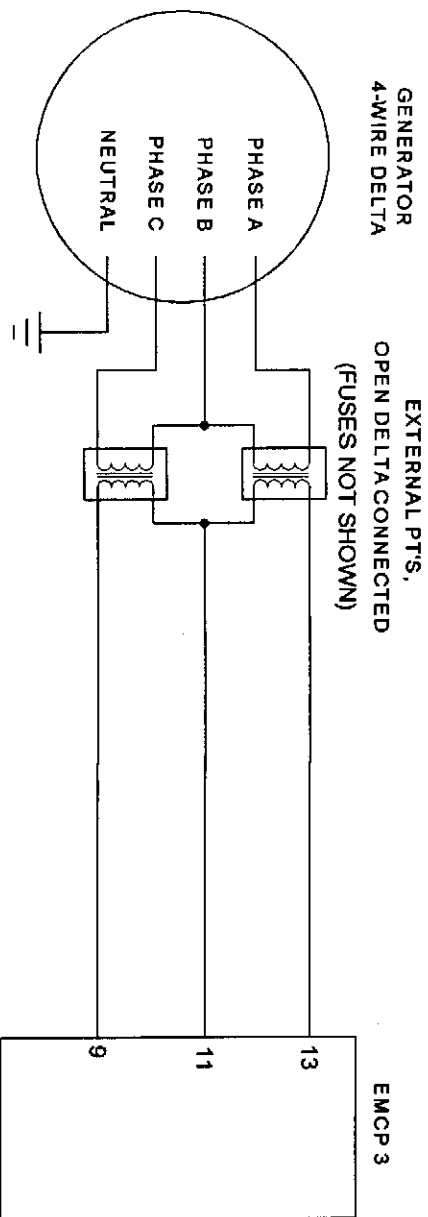 GENERATOR
4-WIRE DELTA
EXTERNAL PT'S,
OPEN DELTA CONNECTED
(FUSES NOT SHOWN)
EMCP 3
PHASE A
PHASE B
PHASE C
NEUTRAL
13
11
9